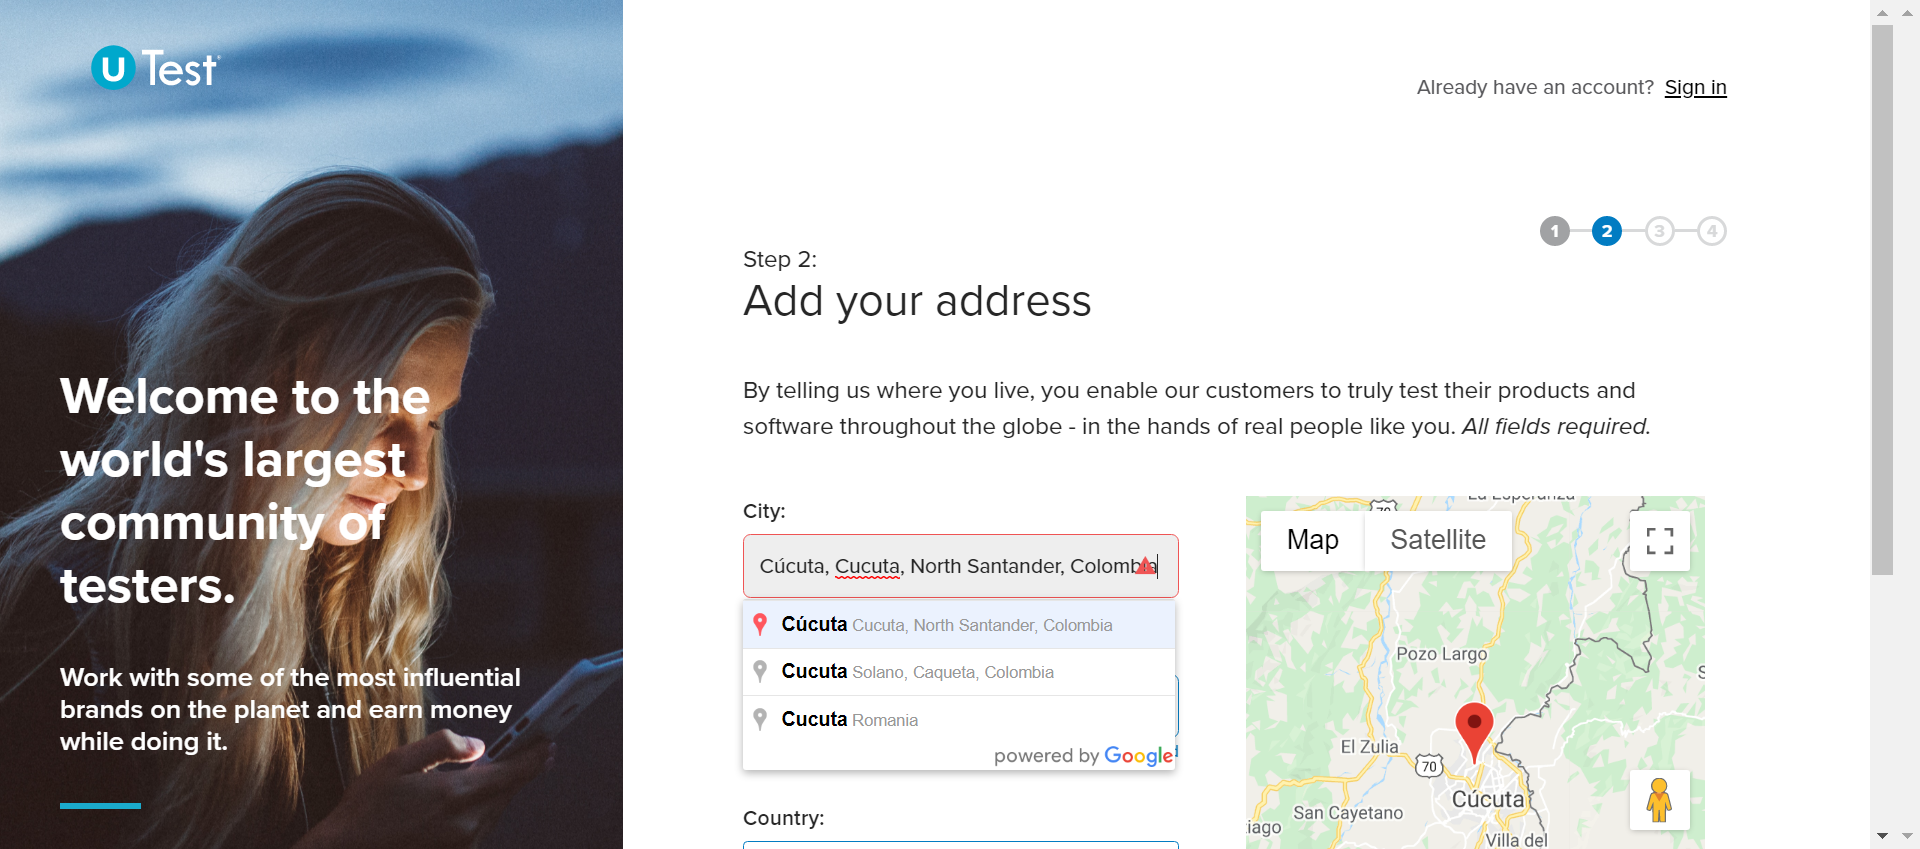 u Test
Welcome to the
world's largest
community of
testers.
Work with some of the most influential
brands on the planet and earn money
while doing it.
Already have an account? Sign in
1 2 3 4
Step 2:
Add your address
By telling us where you live, you enable our customers to truly test their products and
software throughout the globe - in the hands of real people like you. All fields required.
City:
Cúcuta, Cucuta, North Santander, Colombia
Cúcuta Cucuta, North Santander, Colombia
Cucuta Solano, Caqueta, Colombia
Cucuta Romania
powered by Google
Country:
La Esperanza
70
Map Satellite
Pozo Largo
El Zulia
70
Cúcuta
San Cayetano
iago
Villa del